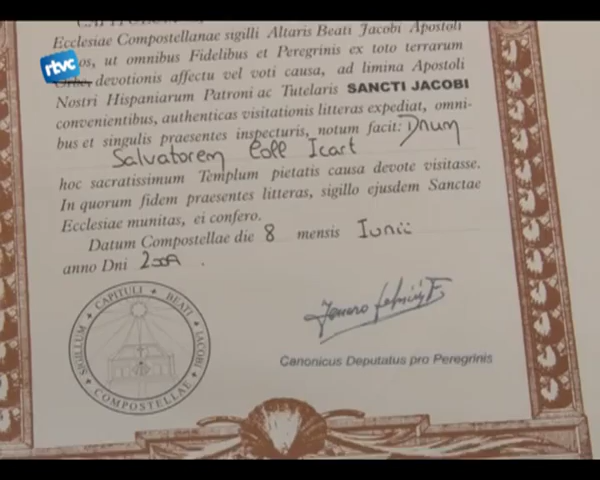 CAPITULUM
Ecclesiae Compostellanae sigilli Altaris Beati Jacobi Apostoli
os, ut omnibus Fidelibus et Peregrinis ex toto terrarum
rtvc
Orbe, devotionis affectu vel voti causa, ad limina Apostoli
Nostri Hispaniarum Patroni ac Tutelaris SANCTI JACOBI
convenientibus, authenticas visitationis litteras expediat, omni-
bus et singulis praesentes inspecturis, notum facit: Dnum
Salvatorem Coll Icart
hoc sacratissimum Templum pietatis causa devote visitasse.
In quorum fidem praesentes litteras, sigillo ejusdem Sanctae
Ecclesiae munitas, ei confero.
Datum Compostellae die 8 mensis Iunii
anno Dni
SIGILLUM CAPITULI BEATI JACOBI COMPOSTELLAE
Canonicus Deputatus pro Peregrinis